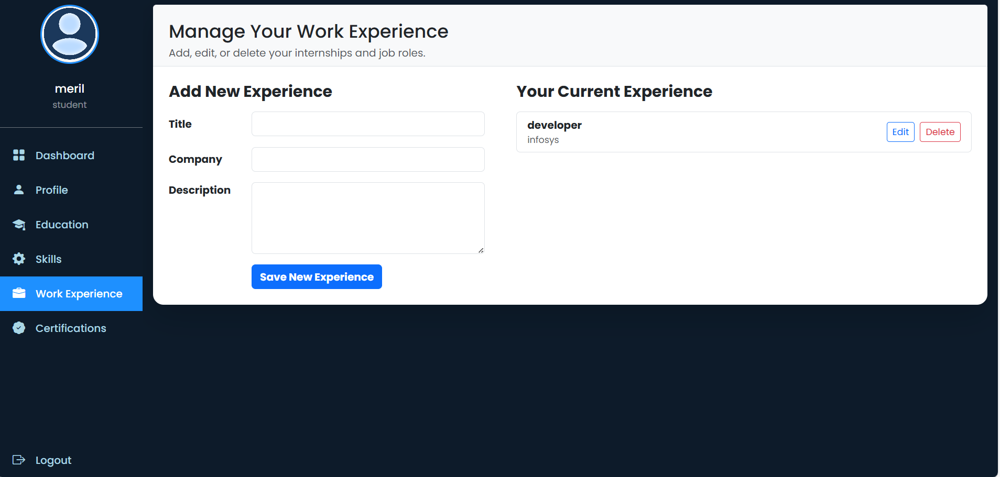 meril
student
Dashboard
Profile
Education
Skills
Work Experience
Certifications
Logout
Manage Your Work Experience
Add, edit, or delete your internships and job roles.
Add New Experience
Title
Company
Description
Save New Experience
Your Current Experience
developer
infosys
Edit
Delete